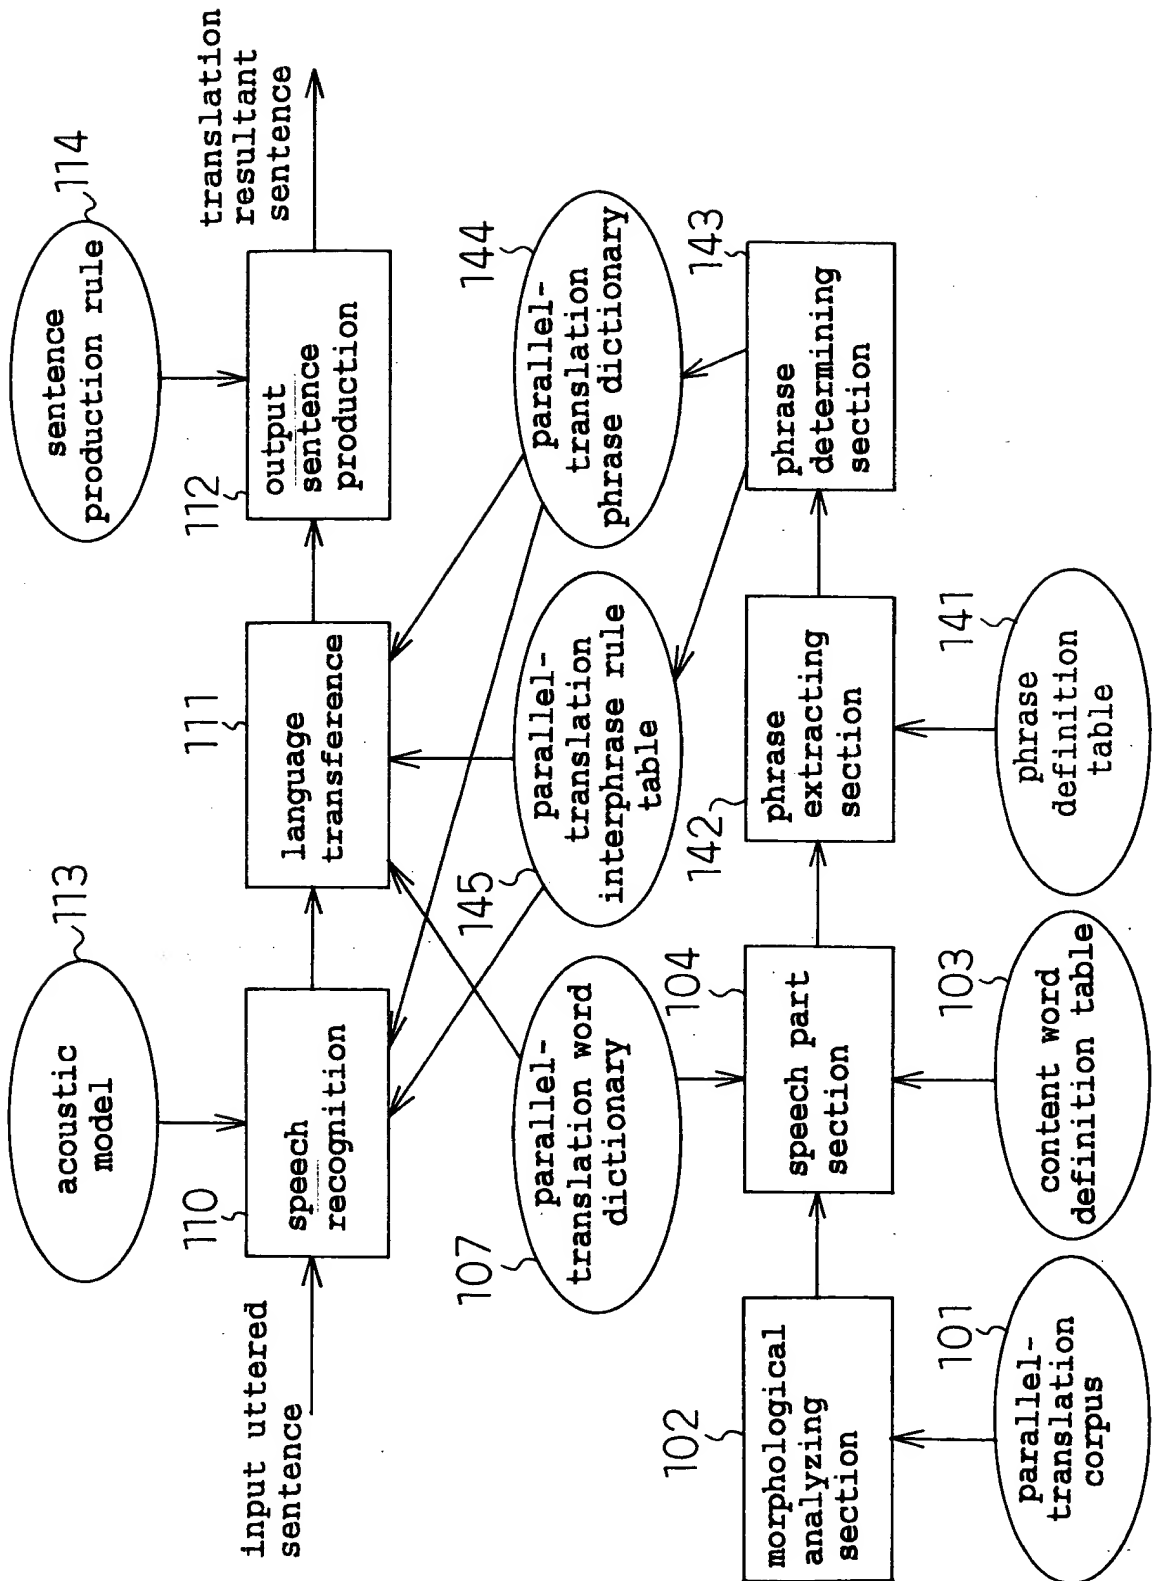 acoustic
model
113
sentence
production rule
114
input uttered
sentence
110
speech
recognition
111
language
transference
112
output
sentence
production
translation
resultant
sentence
107
parallel-
translation word
dictionary
145
parallel-
translation
interphrase rule
table
144
parallel-
translation
phrase dictionary
102
morphological
analyzing
section
104
speech part
section
142
phrase
extracting
section
143
phrase
determining
section
101
parallel-
translation
corpus
103
content word
definition table
141
phrase
definition
table